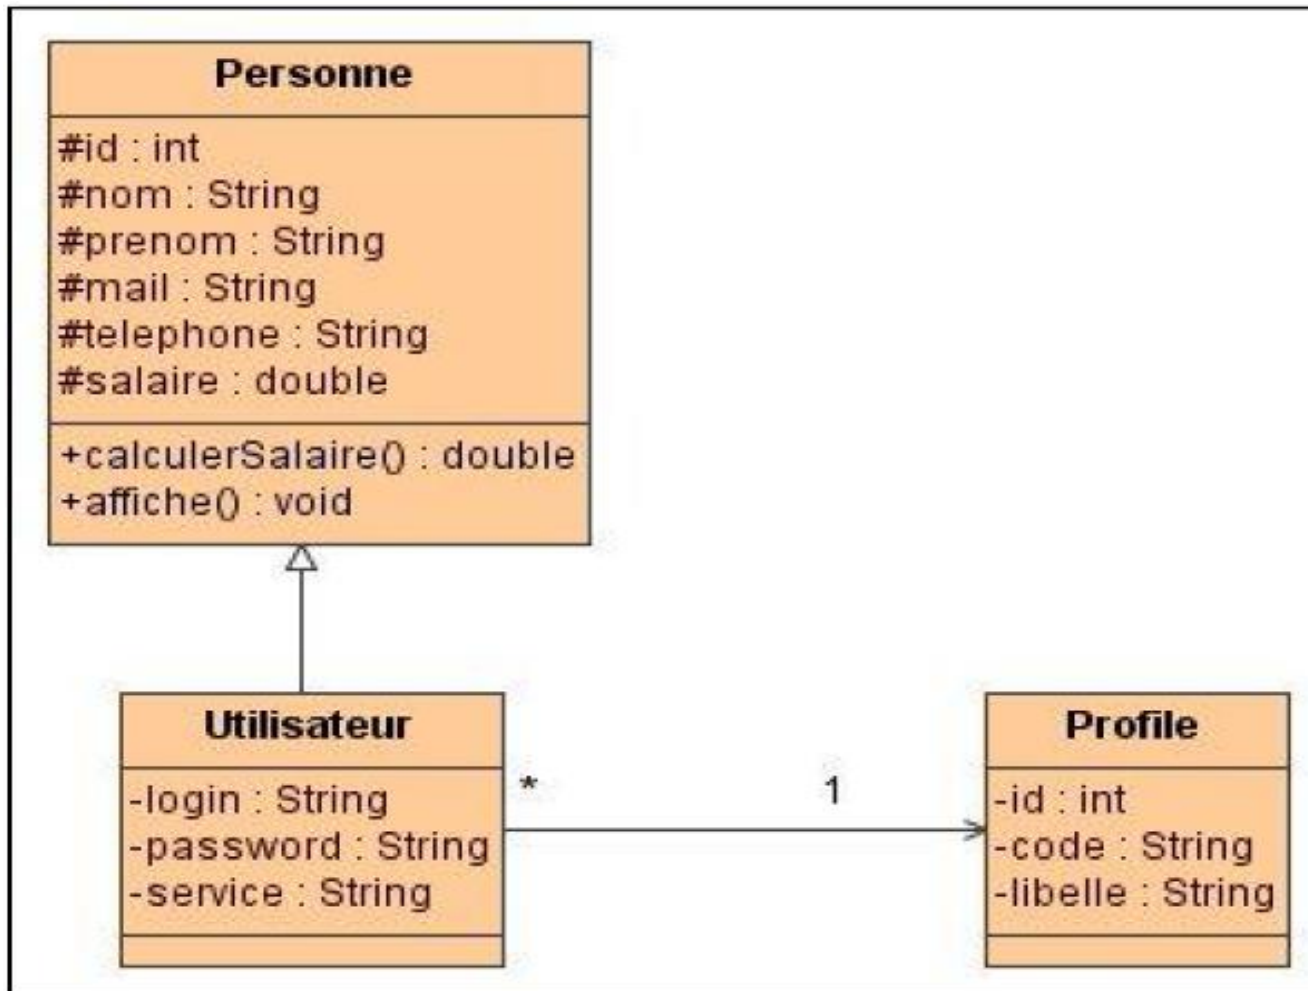 Personne
#id : int
#nom : String
#prenom : String
#mail : String
#telephone : String
#salaire : double
+calculerSalaire() : double
+affiche() : void
Utilisateur
-login : String
-password : String
-service : String
* 1
Profile
-id : int
-code : String
-libelle : String